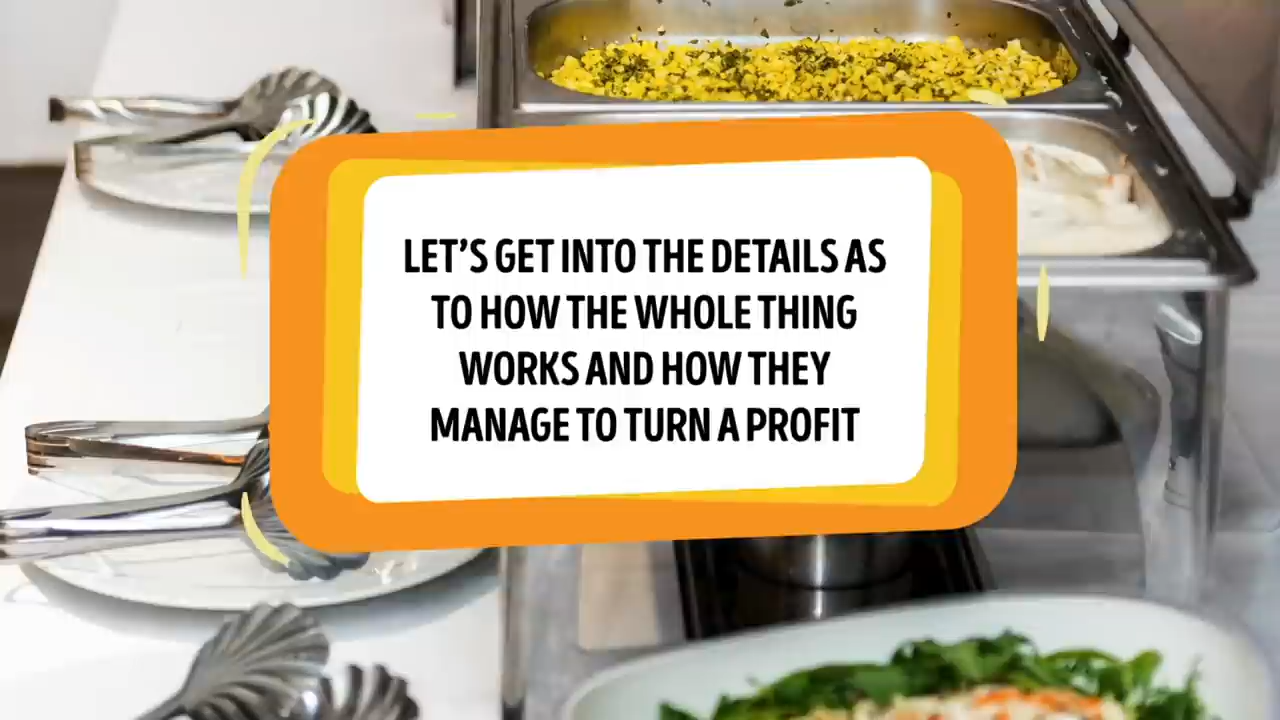 LET’S GET INTO THE DETAILS AS
TO HOW THE WHOLE THING
WORKS AND HOW THEY
MANAGE TO TURN A PROFIT